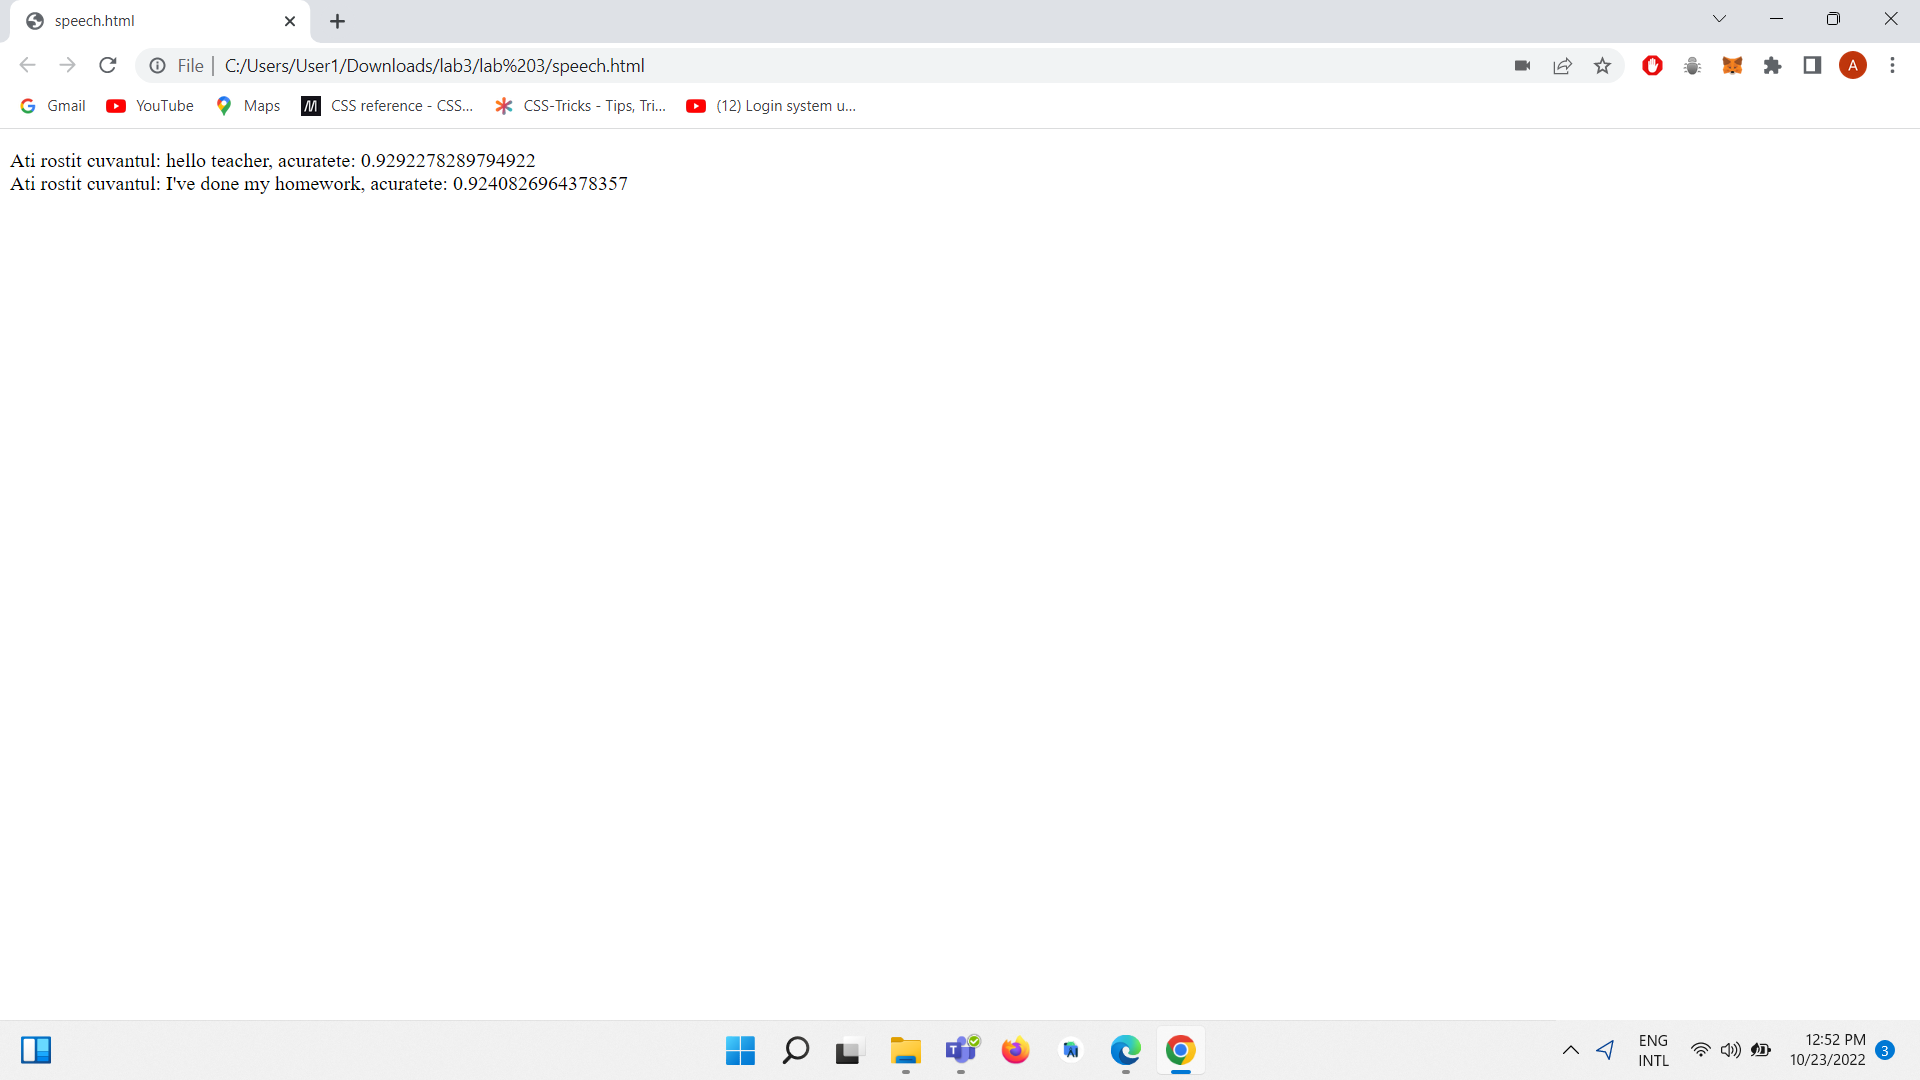 speech.html
File
C:/Users/User1/Downloads/lab3/lab%203/speech.html
A
Gmail
YouTube
Maps
CSS reference - CSS...
CSS-Tricks - Tips, Tri...
(12) Login system u...
Ati rostit cuvantul: hello teacher, acuratete: 0.9292278289794922
Ati rostit cuvantul: I've done my homework, acuratete: 0.9240826964378357
ENG
INTL
12:52 PM
10/23/2022
3